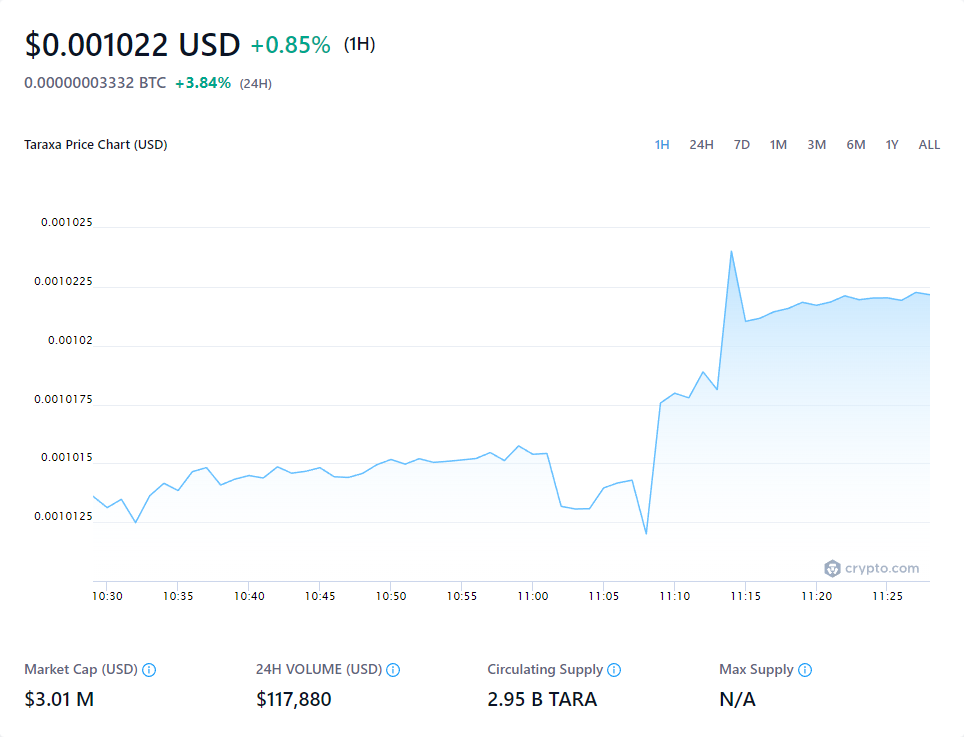 $0.001022 USD +0.85% (1H)
0.00000003332 BTC +3.84% (24H)
Taraxa Price Chart (USD) 1H 24H 7D 1M 3M 6M 1Y ALL
0.001025
0.0010225
0.00102
0.0010175
0.001015
0.0010125
crypto.com
10:30 10:35 10:40 10:45 10:50 10:55 11:00 11:05 11:10 11:15 11:20 11:25
Market Cap (USD) 24H VOLUME (USD) Circulating Supply Max Supply
$3.01 M $117,880 2.95 B TARA N/A